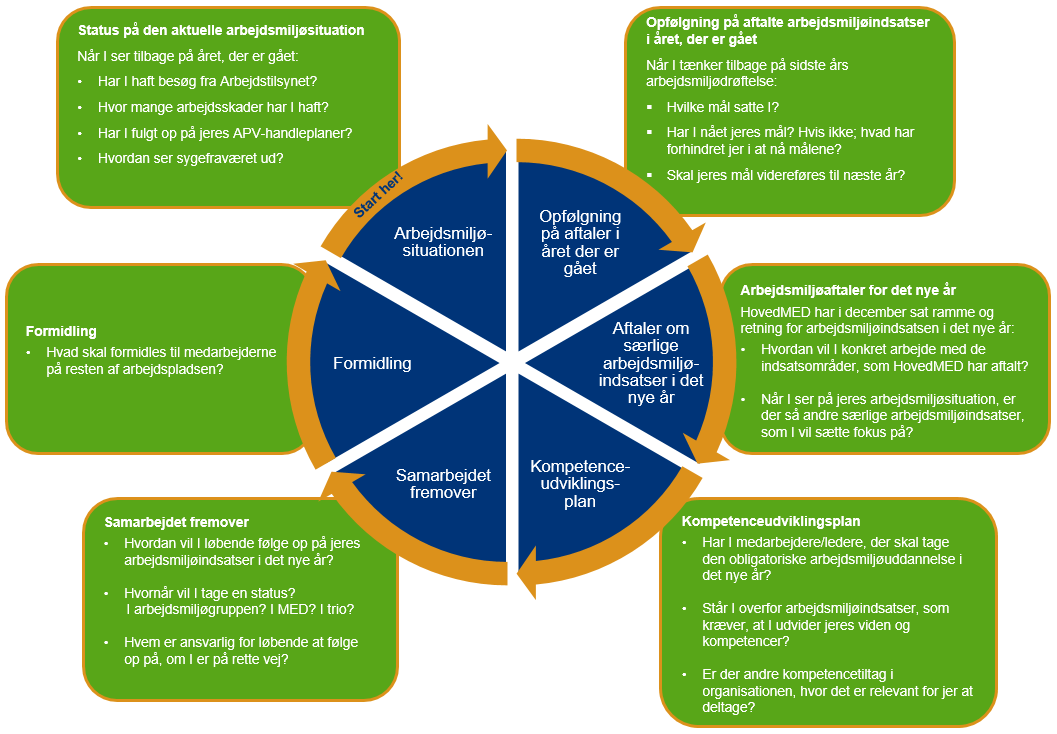 Status på den aktuelle arbejdsmiljøsituation
Når I ser tilbage på året, der er gået:
• Har I haft besøg fra Arbejdstilsynet?
• Hvor mange arbejdsskader har I haft?
• Har I fulgt op på jeres APV-handleplaner?
• Hvordan ser sygefraværet ud?
Opfølgning på aftalte arbejdsmiljøindsatser
i året, der er gået
Når I tænker tilbage på sidste års
arbejdsmiljødrøftelse:
▪ Hvilke mål satte I?
▪ Har I nået jeres mål? Hvis ikke; hvad har
forhindret jer i at nå målene?
▪ Skal jeres mål videreføres til næste år?
Start her!
Arbejdsmiljø-
situationen
Opfølgning
på aftaler i
året der er
gået
Aftaler om
særlige
arbejdsmiljø-
indsatser i det
nye år
Kompetence-
udviklings-
plan
Samarbejdet
fremover
Formidling
Arbejdsmiljøaftaler for det nye år
HovedMED har i december sat ramme og
retning for arbejdsmiljøindsatsen i det nye år:
• Hvordan vil I konkret arbejde med de
indsatsområder, som HovedMED har aftalt?
• Når I ser på jeres arbejdsmiljøsituation, er
der så andre særlige arbejdsmiljøindsatser,
som I vil sætte fokus på?
Kompetenceudviklingsplan
• Har I medarbejdere/ledere, der skal tage
den obligatoriske arbejdsmiljøuddannelse i
det nye år?
• Står I overfor arbejdsmiljøindsatser, som
kræver, at I udvider jeres viden og
kompetencer?
• Er der andre kompetencetiltag i
organisationen, hvor det er relevant for jer at
deltage?
Samarbejdet fremover
• Hvordan vil I løbende følge op på jeres
arbejdsmiljøindsatser i det nye år?
• Hvornår vil I tage en status?
I arbejdsmiljøgruppen? I MED? I trio?
• Hvem er ansvarlig for løbende at følge
op på, om I er på rette vej?
Formidling
• Hvad skal formidles til medarbejderne
på resten af arbejdspladsen?